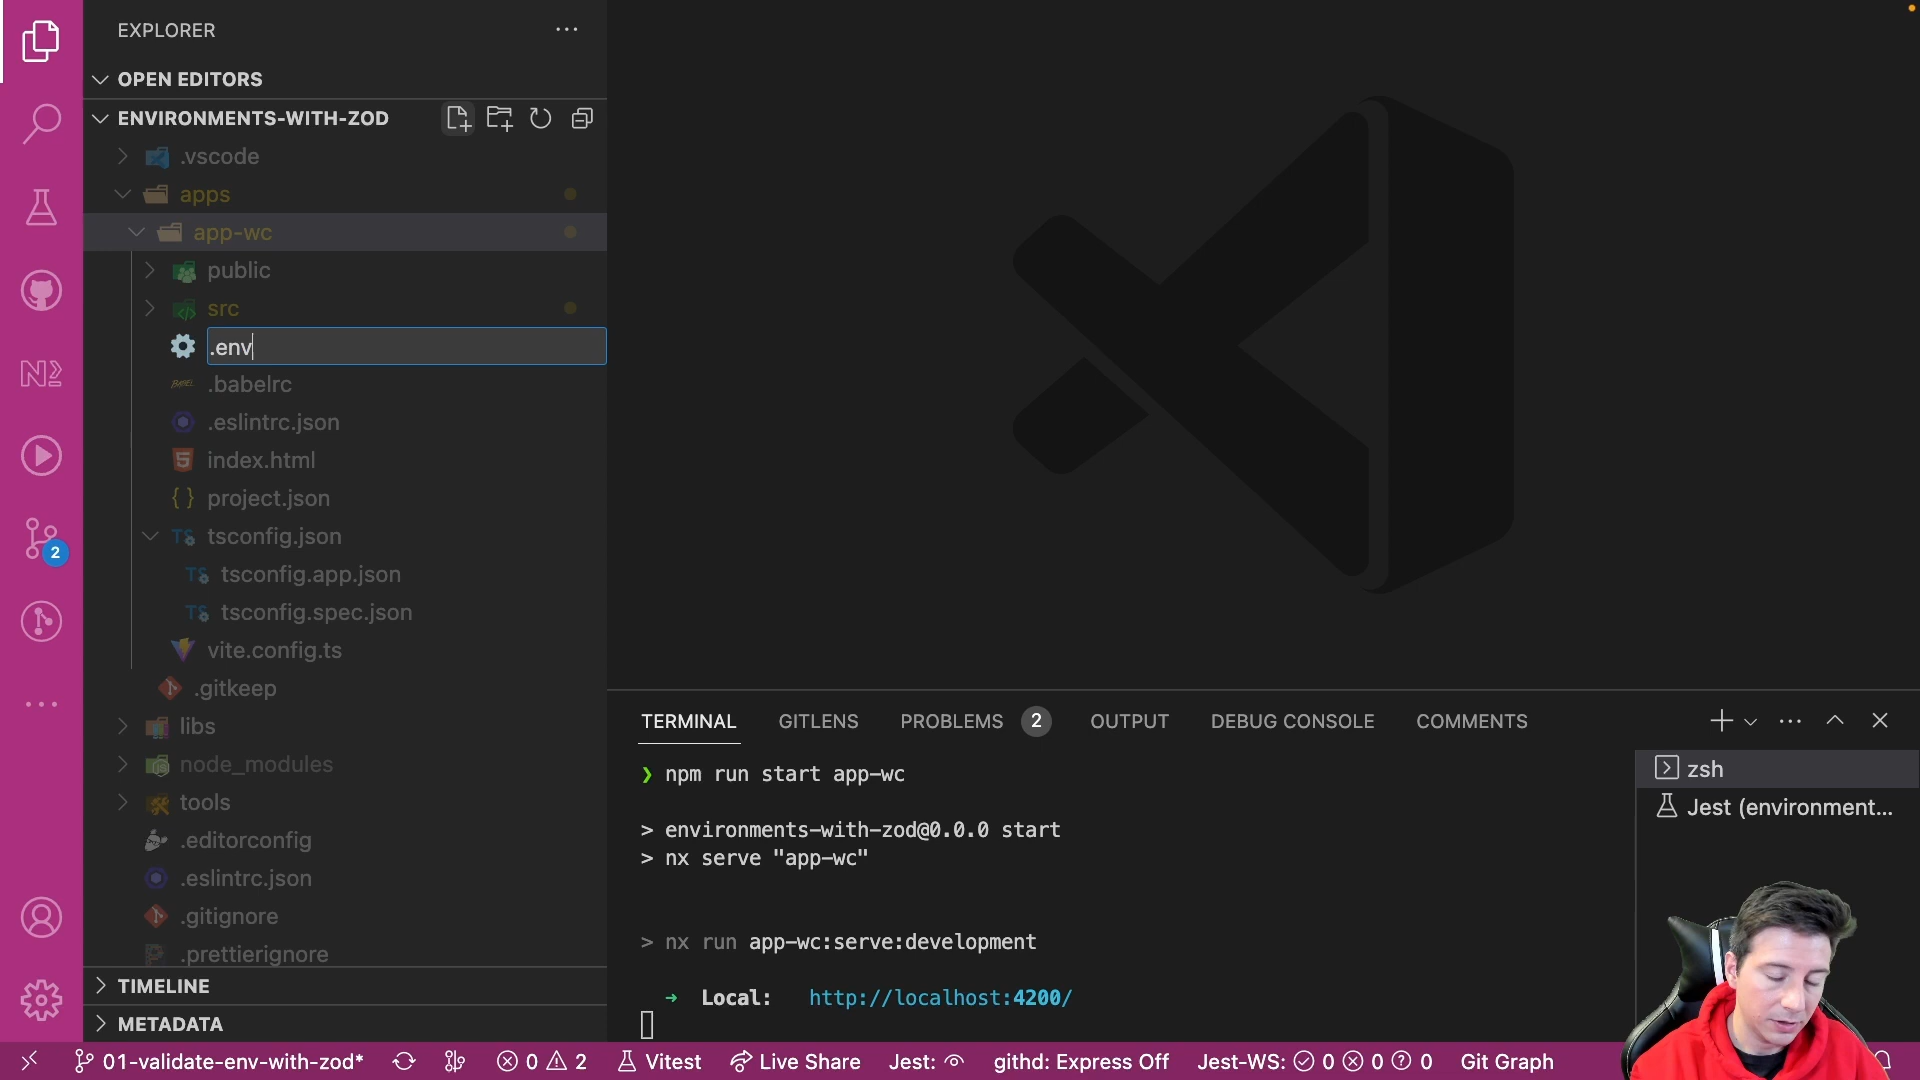 EXPLORER
OPEN EDITORS
ENVIRONMENTS-WITH-ZOD
.vscode
apps
app-wc
public
src
.env
.babelrc
.eslintrc.json
index.html
project.json
tsconfig.json
tsconfig.app.json
tsconfig.spec.json
vite.config.ts
.gitkeep
libs
node_modules
tools
.editorconfig
.eslintrc.json
.gitignore
.prettierignore
TIMELINE
METADATA
2
TERMINAL GITLENS PROBLEMS 2 OUTPUT DEBUG CONSOLE COMMENTS
❯ npm run start app-wc
> environments-with-zod@0.0.0 start
> nx serve "app-wc"
> nx run app-wc:serve:development
➜ Local: http://localhost:4200/
zsh
Jest (environment...
01-validate-env-with-zod* 0 2 Vitest Live Share Jest: githd: Express Off Jest-WS: 0 0 0 Git Graph